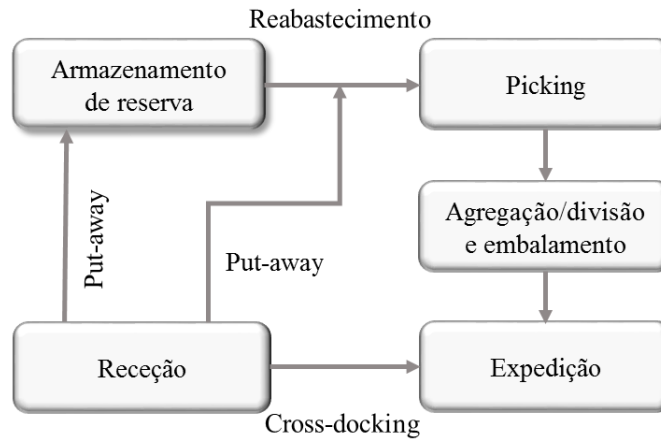 Reabastecimento
Armazenamento
de reserva
Picking
Put-away
Put-away
Agregação/divisão
e embalamento
Receção
Expedição
Cross-docking